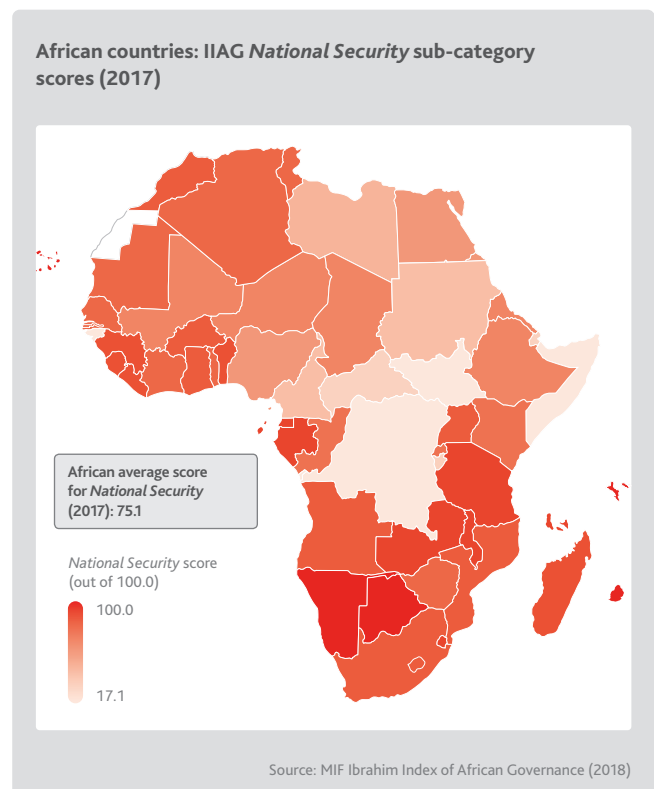 African countries: IIAG National Security sub-category
scores (2017)
African average score
for National Security
(2017): 75.1
National Security score
(out of 100.0)
100.0
17.1
Source: MIF Ibrahim Index of African Governance (2018)